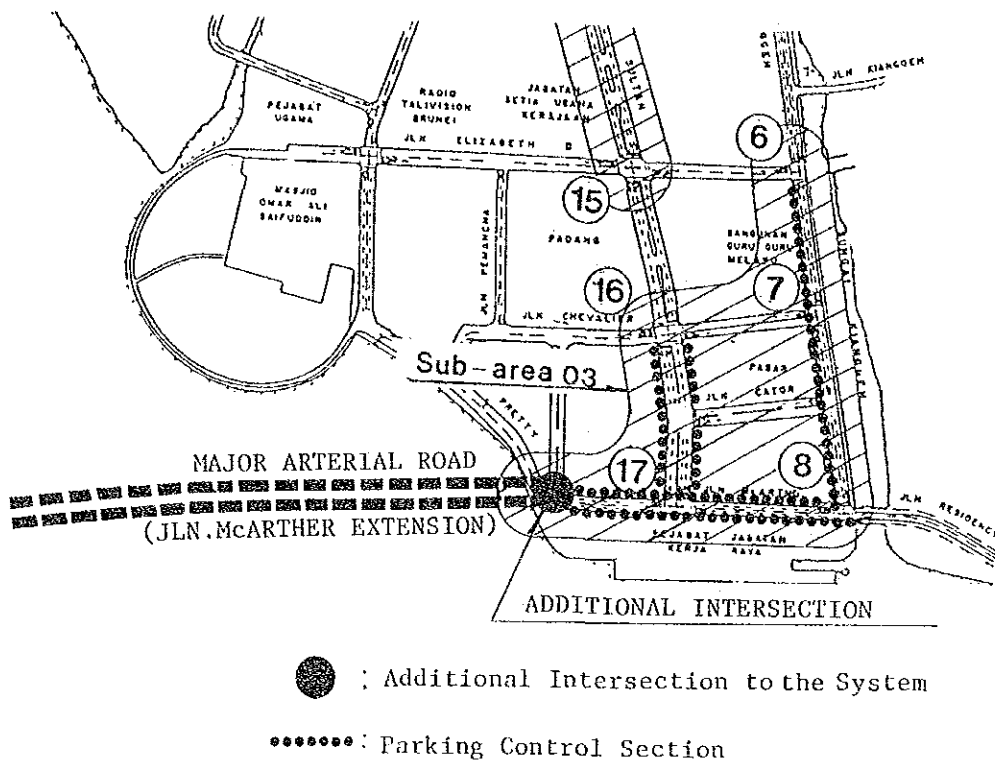 PEJABAT
UGAMA
RADIO
TALIVISION
BRUNEI
JABATAN
SETIA USAHA
KERAJAAN
SULTAN
JLN KIANGGEH
JLN ELIZABETH
6
MASJID
OMAR ALI
SAIFUDDIN
15
PADANG
JLN PEMANCHA
BANGUNAN
GURU GURU
MELAYU
SUNGAI KIANGGEH
7
16
JLN CHEVALIER
Sub-area 03
PASAR
JLN CATOR
PRETTY
MAJOR ARTERIAL ROAD
17
8
(JLN.McARTHER EXTENSION)
JLN RESIDENCY
PEJABAT JABATAN
KERJA RAYA
ADDITIONAL INTERSECTION
: Additional Intersection to the System
: Parking Control Section